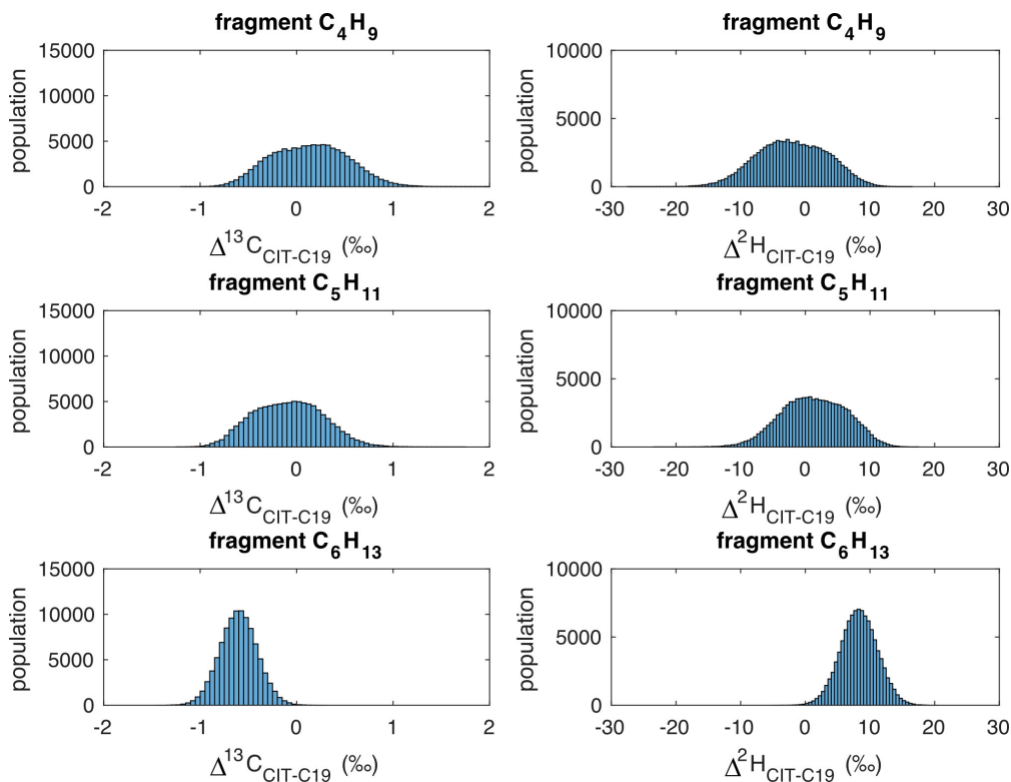 fragment C4H9
15000
10000
5000
0
population
-2 -1 0 1 2
Δ13CCIT-C19 (‰)
fragment C4H9
10000
5000
0
population
-30 -20 -10 0 10 20 30
Δ2HCIT-C19 (‰)
fragment C5H11
15000
10000
5000
0
population
-2 -1 0 1 2
Δ13CCIT-C19 (‰)
fragment C5H11
10000
5000
0
population
-30 -20 -10 0 10 20 30
Δ2HCIT-C19 (‰)
fragment C6H13
15000
10000
5000
0
population
-2 -1 0 1 2
Δ13CCIT-C19 (‰)
fragment C6H13
10000
5000
0
population
-30 -20 -10 0 10 20 30
Δ2HCIT-C19 (‰)